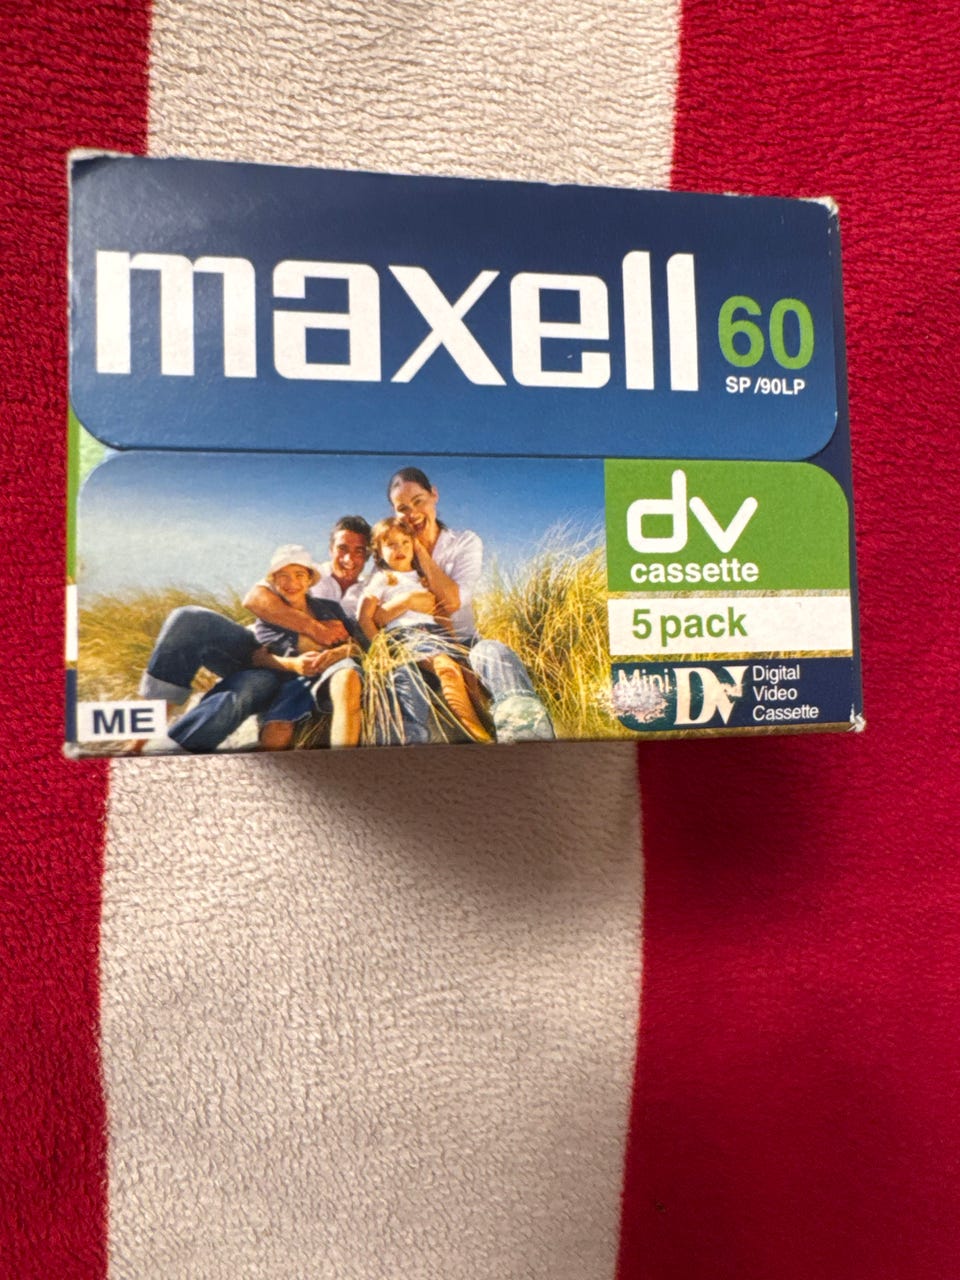 maxell
60
SP/90LP
dv
cassette
5 pack
Mini DV Digital
Video
Cassette
ME